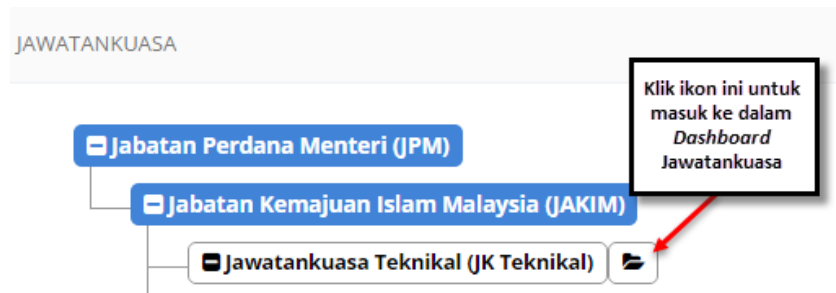 JAWATANKUASA
Klik ikon ini untuk
masuk ke dalam
Dashboard
Jawatankuasa
Jabatan Perdana Menteri (JPM)
Jabatan Kemajuan Islam Malaysia (JAKIM)
Jawatankuasa Teknikal (JK Teknikal)